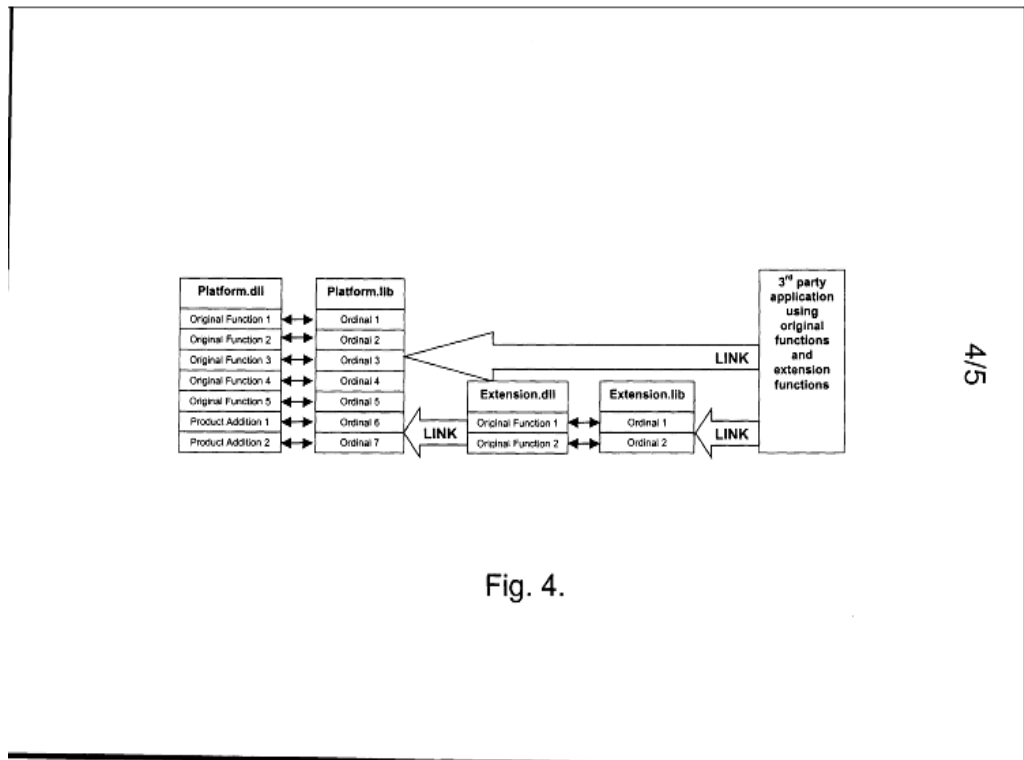 Platform.dll
Original Function 1
Original Function 2
Original Function 3
Original Function 4
Original Function 5
Product Addition 1
Product Addition 2
Platform.lib
Ordinal 1
Ordinal 2
Ordinal 3
Ordinal 4
Ordinal 5
Ordinal 6
Ordinal 7
LINK
LINK
Extension.dll
Original Function 1
Original Function 2
Extension.lib
Ordinal 1
Ordinal 2
LINK
3rd party
application
using
original
functions
and
extension
functions
4/5
Fig. 4.